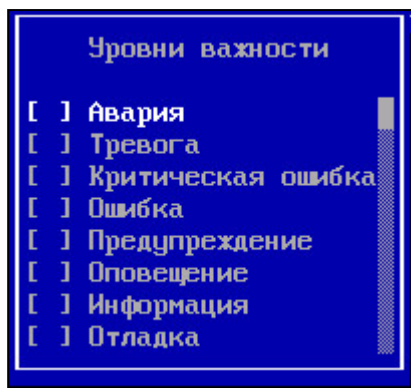 Уровни важности
[ ] Авария
[ ] Тревога
[ ] Критическая ошибка
[ ] Ошибка
[ ] Предупреждение
[ ] Оповещение
[ ] Информация
[ ] Отладка